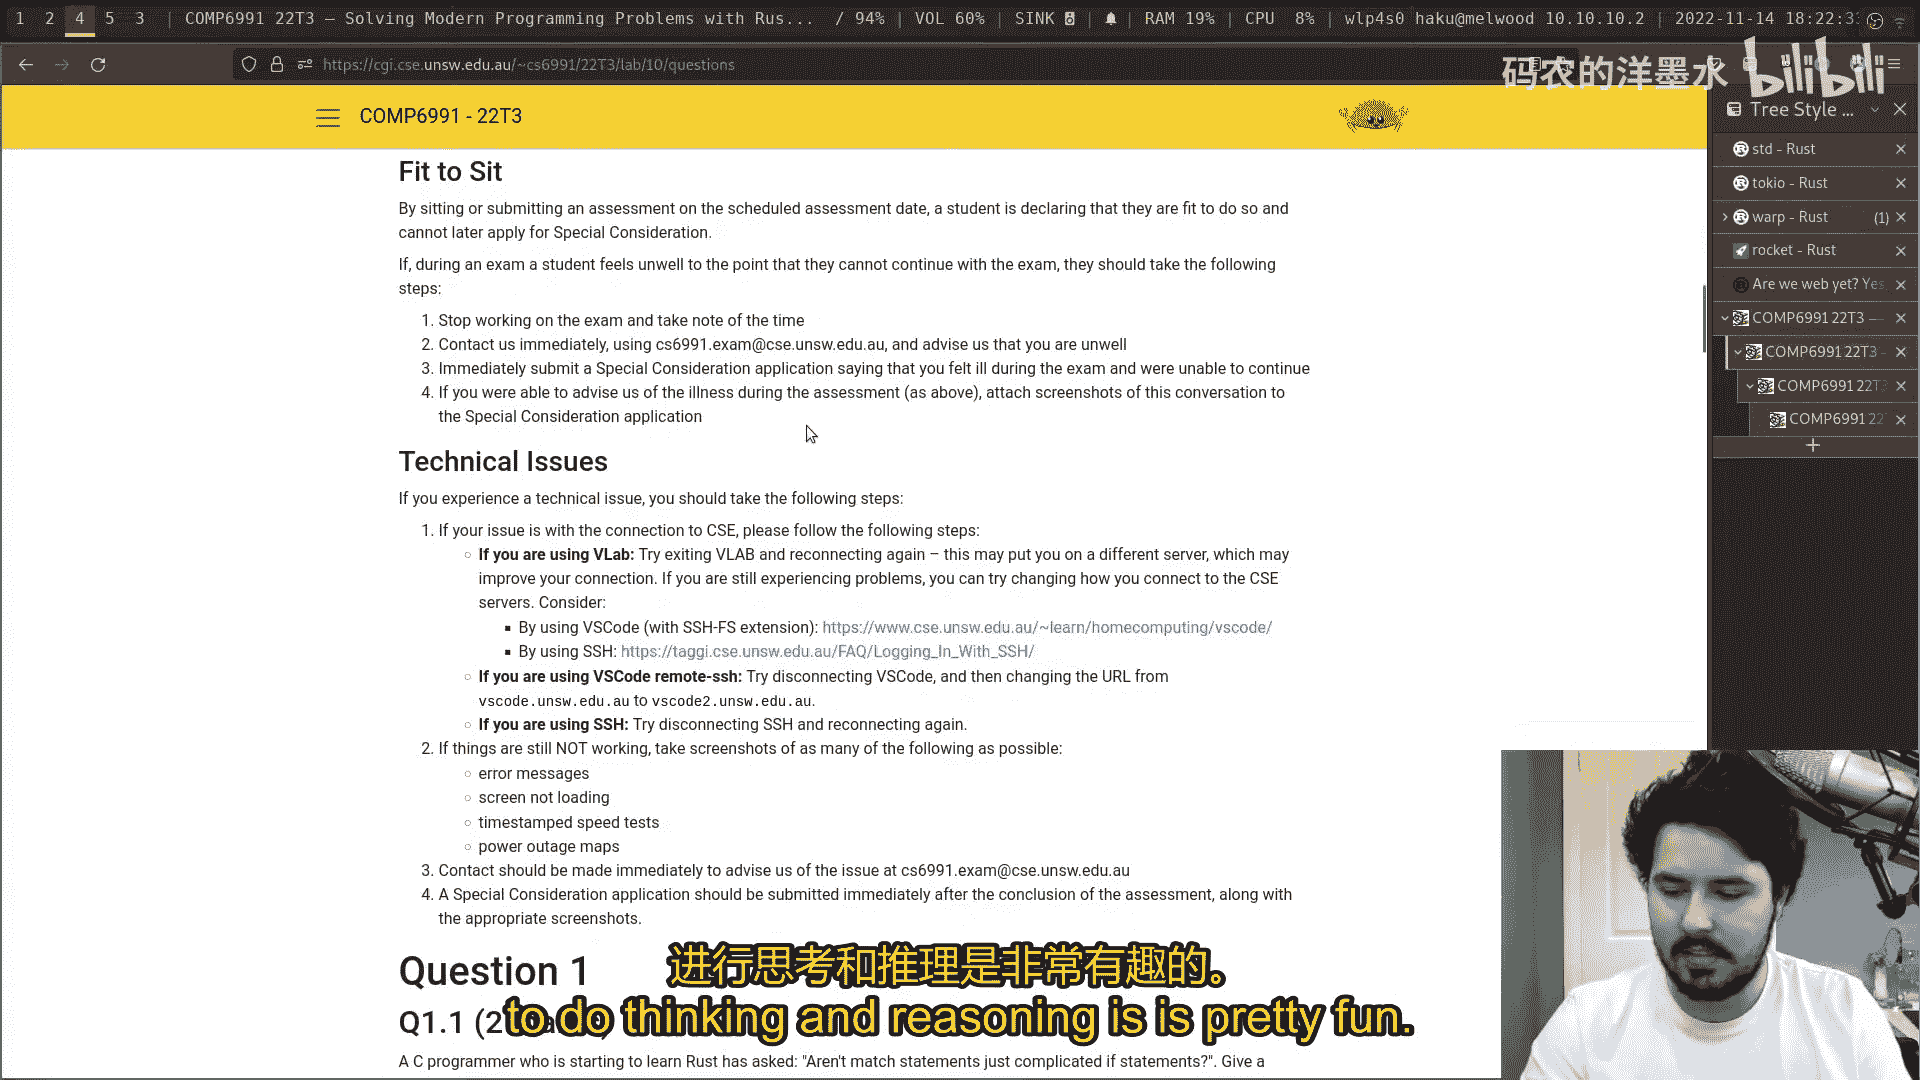 1 2 4 5 3 | COMP6991 22T3 — Solving Modern Programming Problems with Rus... / 94% | VOL 60% | SINK | | RAM 19% | CPU 8% | wlp4s0 haku@melwood 10.10.10.2 | 2022-11-14 18:22:3
https://cgi.cse.unsw.edu.au/~cs6991/22T3/lab/10/questions
码农的洋墨水 bilibili
COMP6991 - 22T3
Tree Style ...
std - Rust
tokio - Rust
warp - Rust (1)
rocket - Rust
Are we web yet? Yes
COMP6991 22T3 —
COMP6991 22T3 -
COMP6991 22T
COMP6991 22
Fit to Sit
By sitting or submitting an assessment on the scheduled assessment date, a student is declaring that they are fit to do so and
cannot later apply for Special Consideration.
If, during an exam a student feels unwell to the point that they cannot continue with the exam, they should take the following
steps:
1. Stop working on the exam and take note of the time
2. Contact us immediately, using cs6991.exam@cse.unsw.edu.au, and advise us that you are unwell
3. Immediately submit a Special Consideration application saying that you felt ill during the exam and were unable to continue
4. If you were able to advise us of the illness during the assessment (as above), attach screenshots of this conversation to
the Special Consideration application
Technical Issues
If you experience a technical issue, you should take the following steps:
1. If your issue is with the connection to CSE, please follow the following steps:
If you are using VLab: Try exiting VLAB and reconnecting again – this may put you on a different server, which may
improve your connection. If you are still experiencing problems, you can try changing how you connect to the CSE
servers. Consider:
By using VSCode (with SSH-FS extension): https://www.cse.unsw.edu.au/~learn/homecomputing/vscode/
By using SSH: https://taggi.cse.unsw.edu.au/FAQ/Logging_In_With_SSH/
If you are using VSCode remote-ssh: Try disconnecting VSCode, and then changing the URL from
vscode.unsw.edu.au to vscode2.unsw.edu.au.
If you are using SSH: Try disconnecting SSH and reconnecting again.
2. If things are still NOT working, take screenshots of as many of the following as possible:
error messages
screen not loading
timestamped speed tests
power outage maps
3. Contact should be made immediately to advise us of the issue at cs6991.exam@cse.unsw.edu.au
4. A Special Consideration application should be submitted immediately after the conclusion of the assessment, along with
the appropriate screenshots.
Question 1
进行思考和推理是非常有趣的。
Q1.1 (2
to do thinking and reasoning is is pretty fun.
A C programmer who is starting to learn Rust has asked: "Aren't match statements just complicated if statements?". Give a